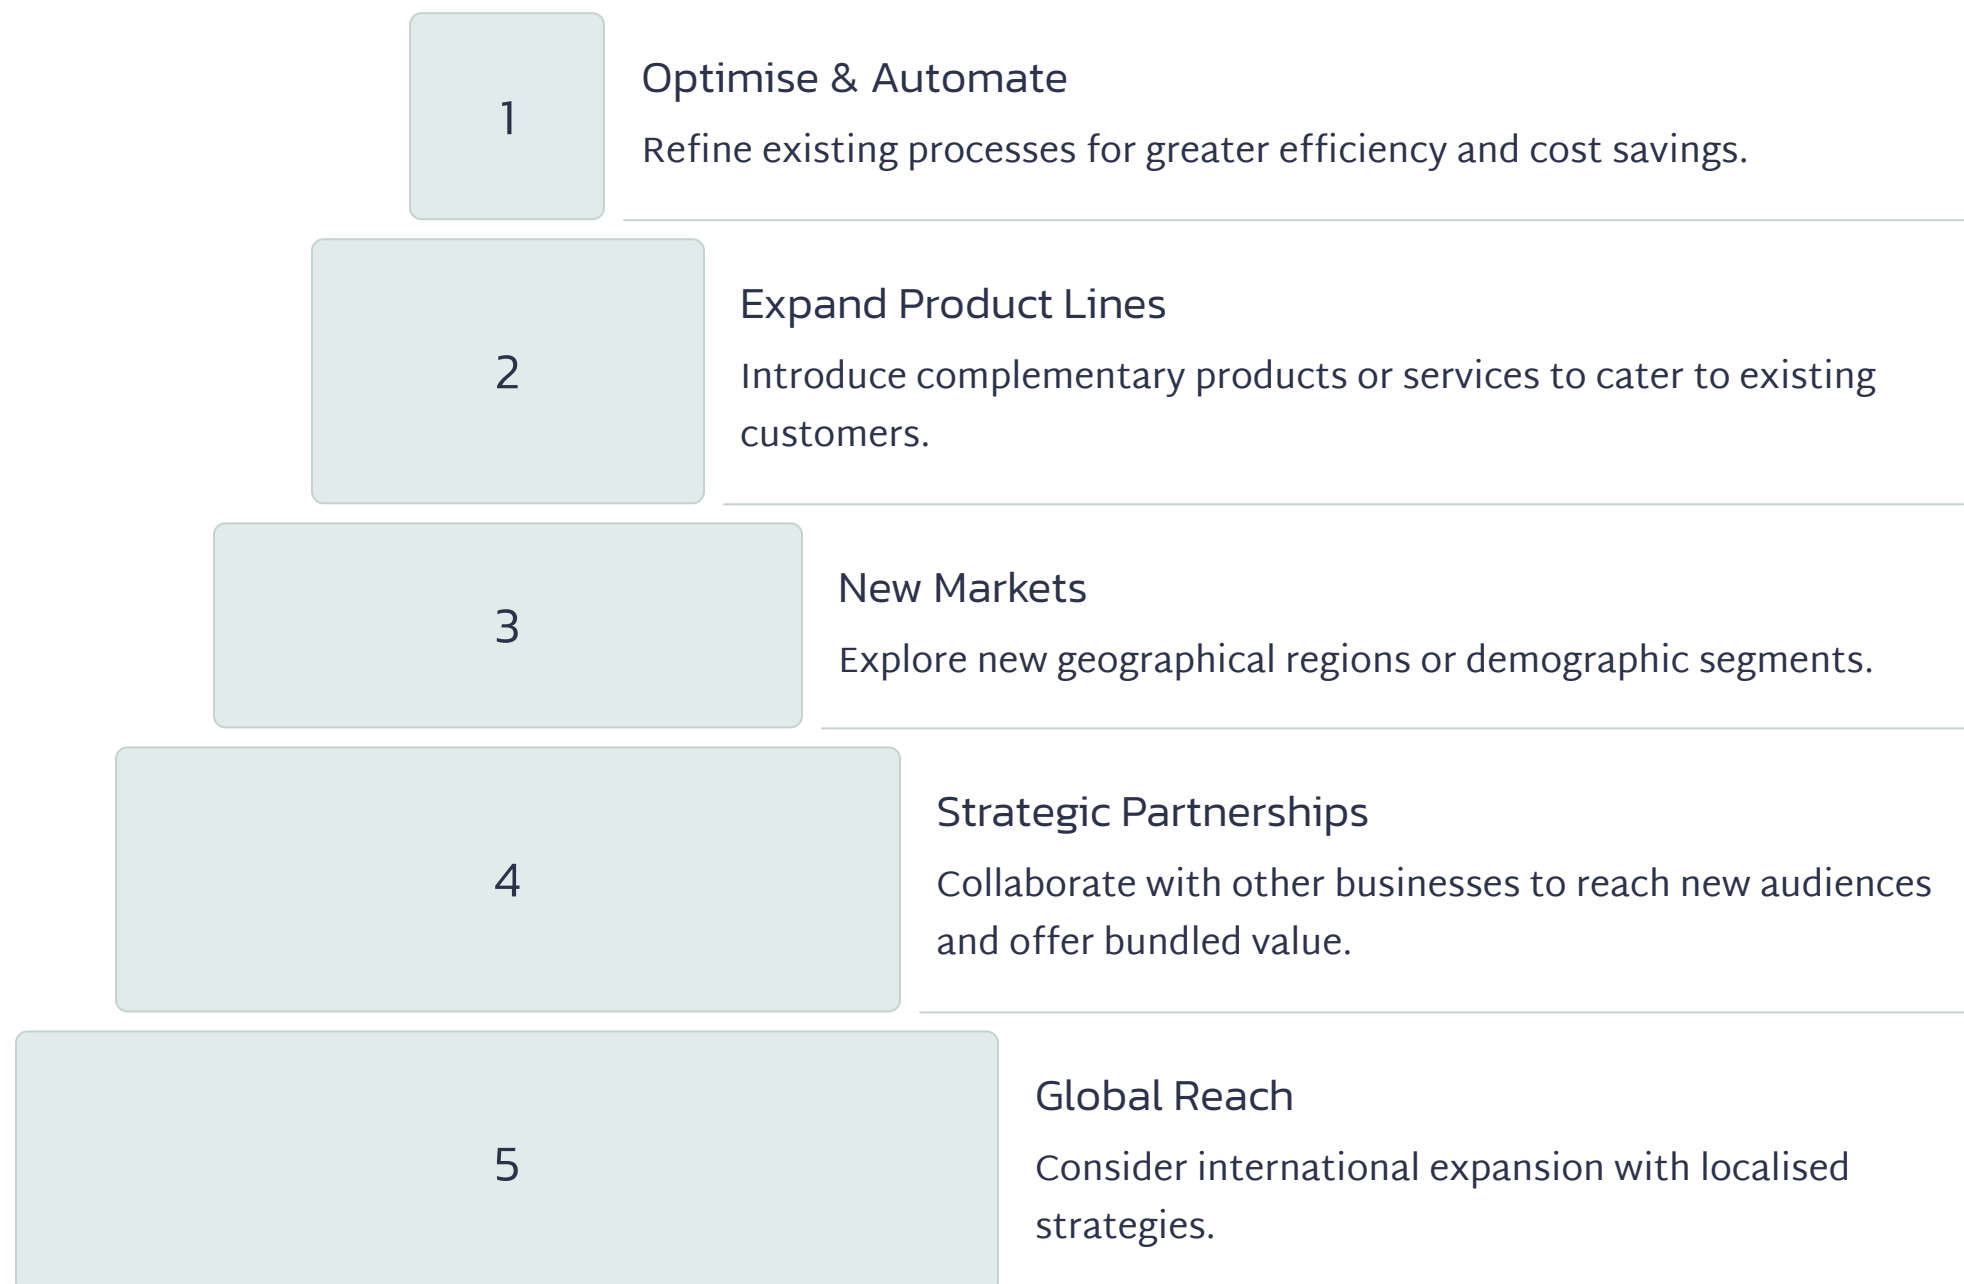 1
Optimise & Automate
Refine existing processes for greater efficiency and cost savings.
2
Expand Product Lines
Introduce complementary products or services to cater to existing
customers.
3
New Markets
Explore new geographical regions or demographic segments.
4
Strategic Partnerships
Collaborate with other businesses to reach new audiences
and offer bundled value.
5
Global Reach
Consider international expansion with localised
strategies.